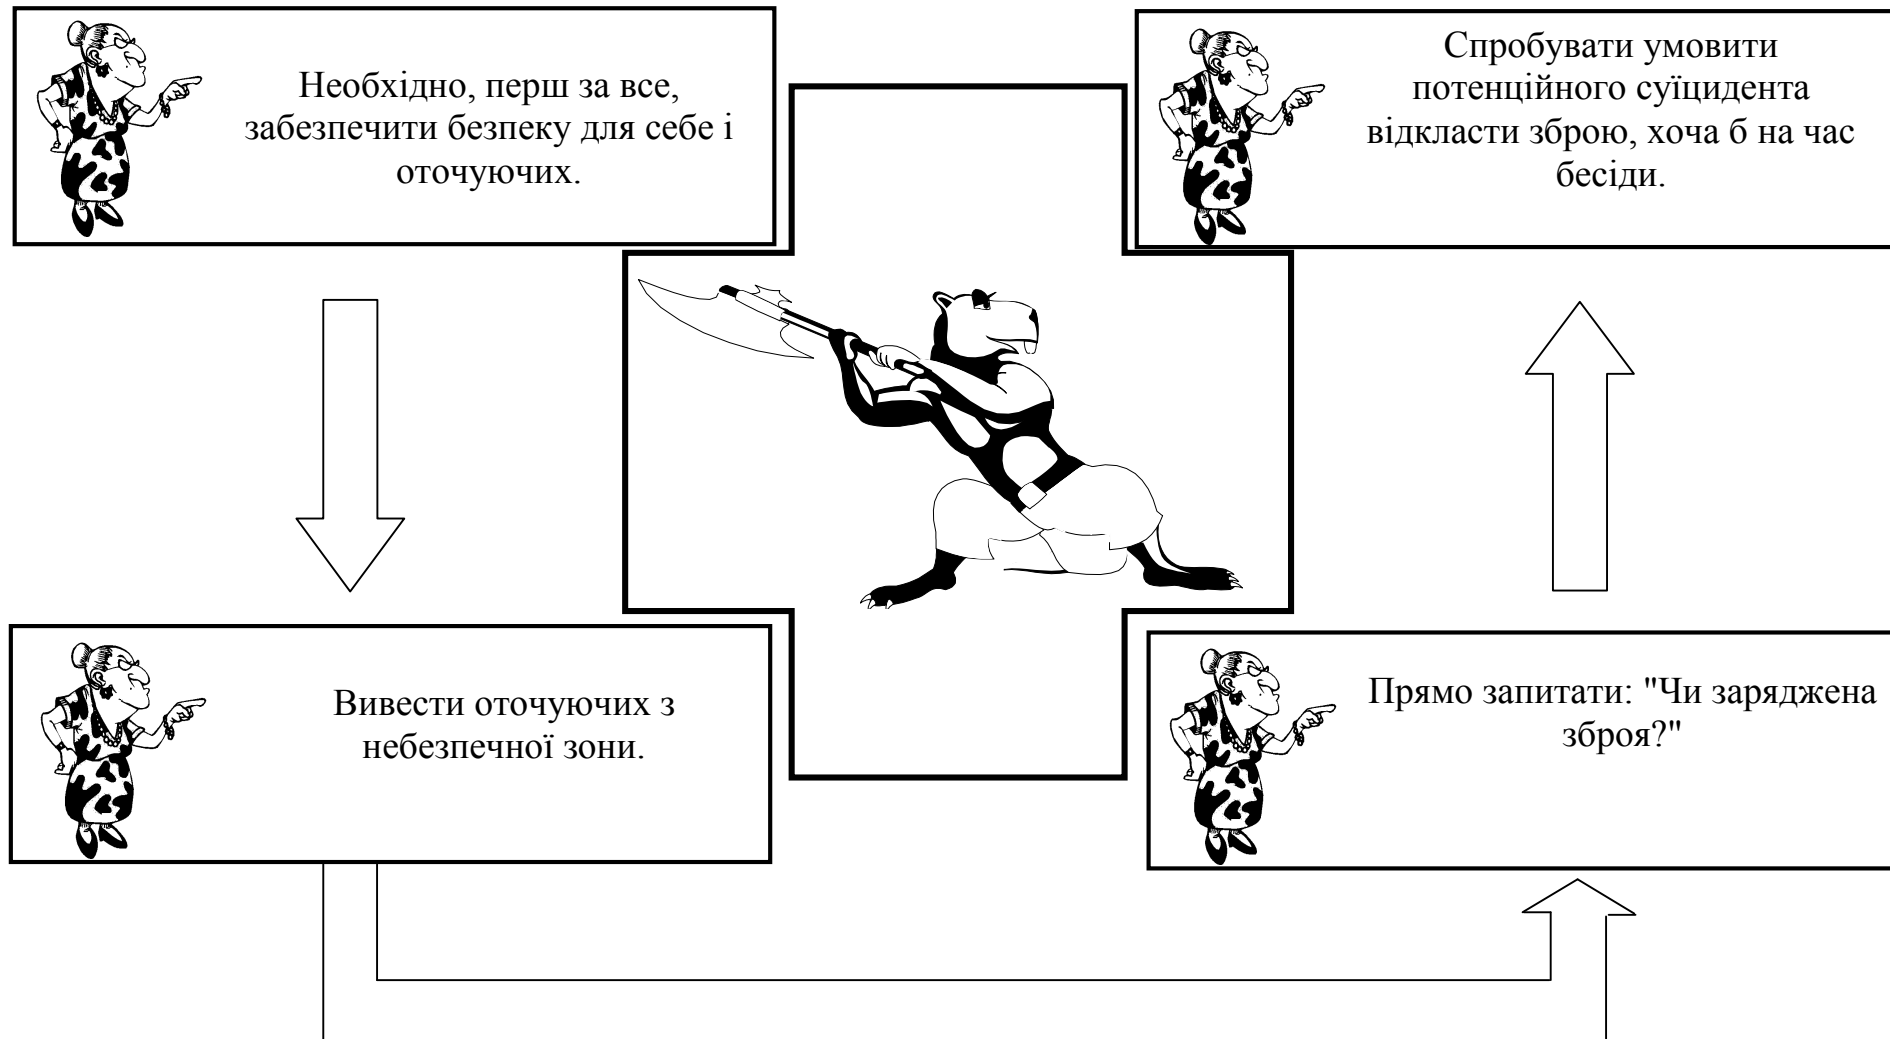 Необхідно, перш за все,
забезпечити безпеку для себе і
оточуючих.
Вивести оточуючих з
небезпечної зони.
Прямо запитати: "Чи заряджена
зброя?"
Спробувати умовити
потенційного суїцидента
відкласти зброю, хоча б на час
бесіди.